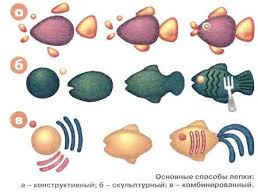 а
б
в
Основные способы лепки:
а – конструктивный; б – скульптурный; в – комбинированный.